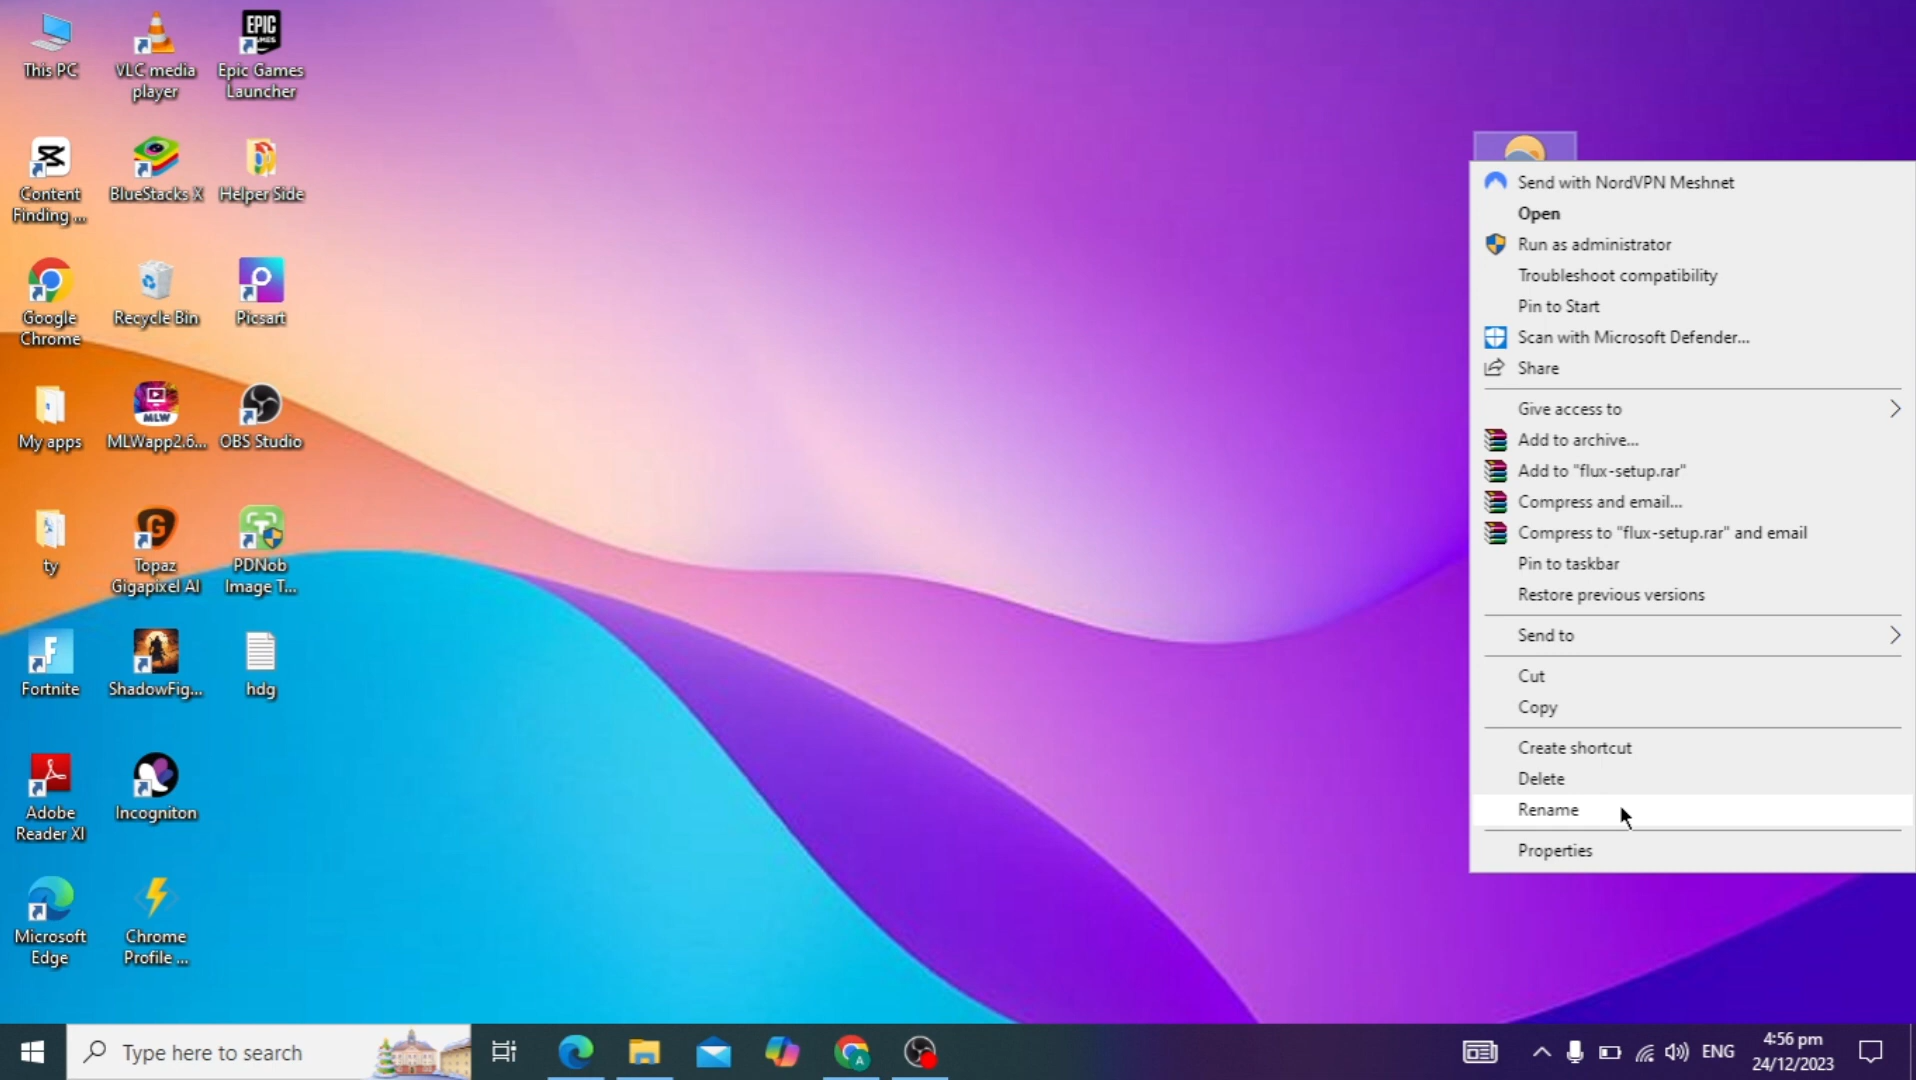 This PC
VLC media
player
EPIC
GAMES
Epic Games
Launcher
Content
Finding ...
BlueStacks X
Helper Side
Google
Chrome
Recycle Bin
Picsart
My apps
MLW
MLWapp2.6...
OBS Studio
ty
Topaz
Gigapixel AI
PDNob
Image T...
Fortnite
ShadowFig...
hdg
Adobe
Reader XI
Incogniton
Microsoft
Edge
Chrome
Profile ...
Send with NordVPN Meshnet
Open
Run as administrator
Troubleshoot compatibility
Pin to Start
Scan with Microsoft Defender...
Share
Give access to
Add to archive...
Add to "flux-setup.rar"
Compress and email...
Compress to "flux-setup.rar" and email
Pin to taskbar
Restore previous versions
Send to
Cut
Copy
Create shortcut
Delete
Rename
Properties
Type here to search
A
ENG
4:56 pm
24/12/2023